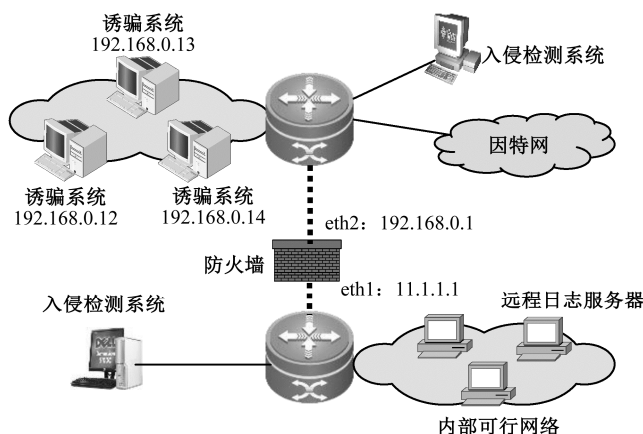 诱骗系统
192.168.0.13
入侵检测系统
因特网
诱骗系统
192.168.0.12
诱骗系统
192.168.0.14
eth2：192.168.0.1
防火墙
eth1：11.1.1.1
入侵检测系统
远程日志服务器
内部可行网络